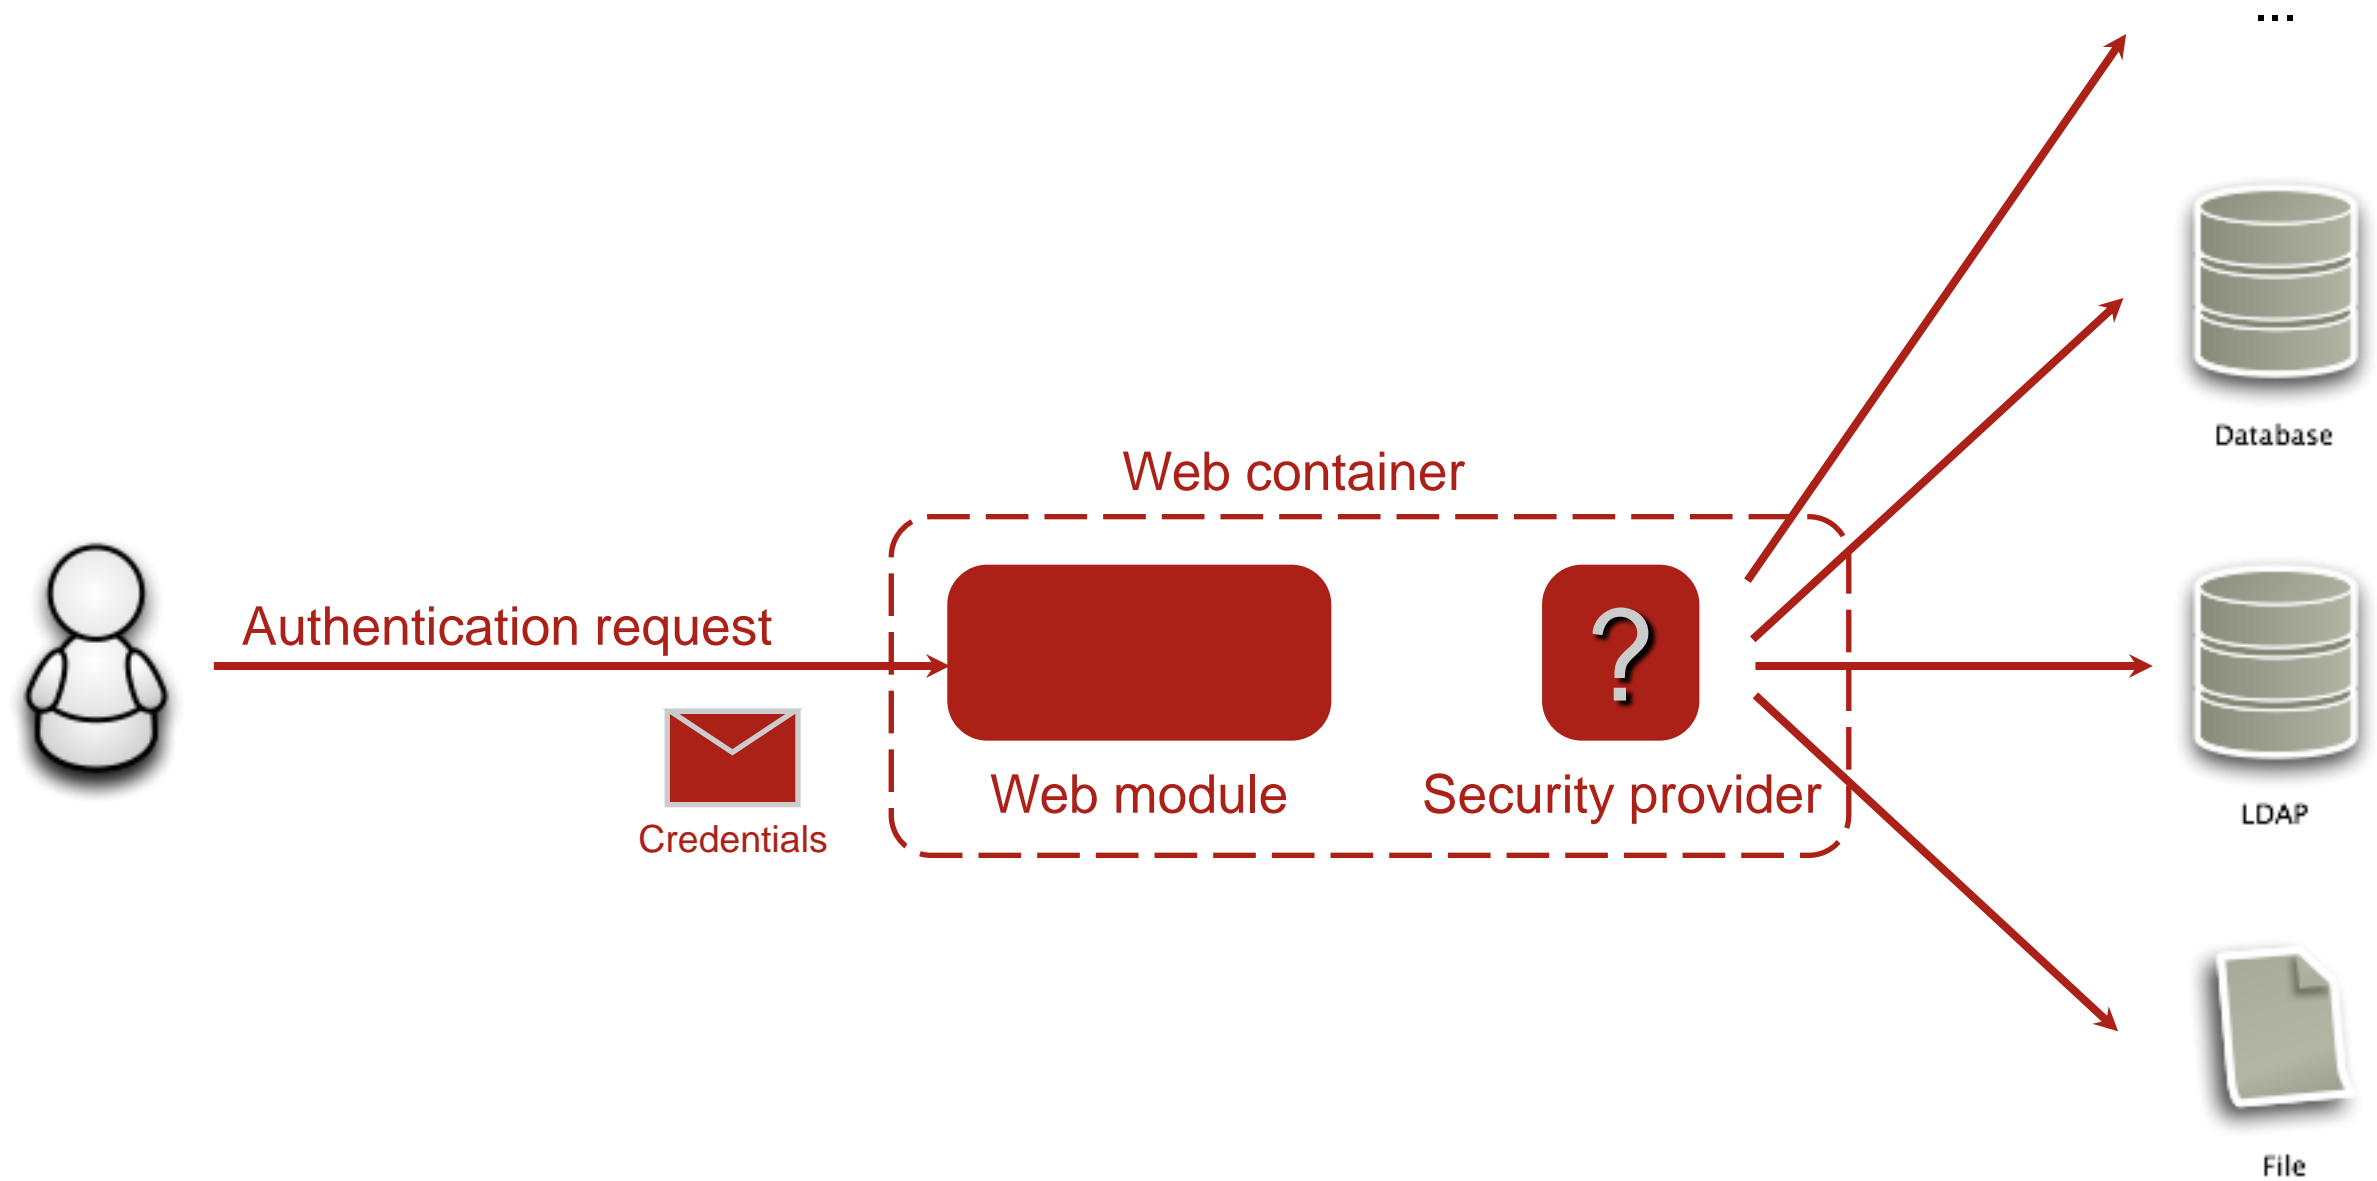 ...
Database
Web container
Authentication request
?
Web module
Security provider
Credentials
LDAP
File